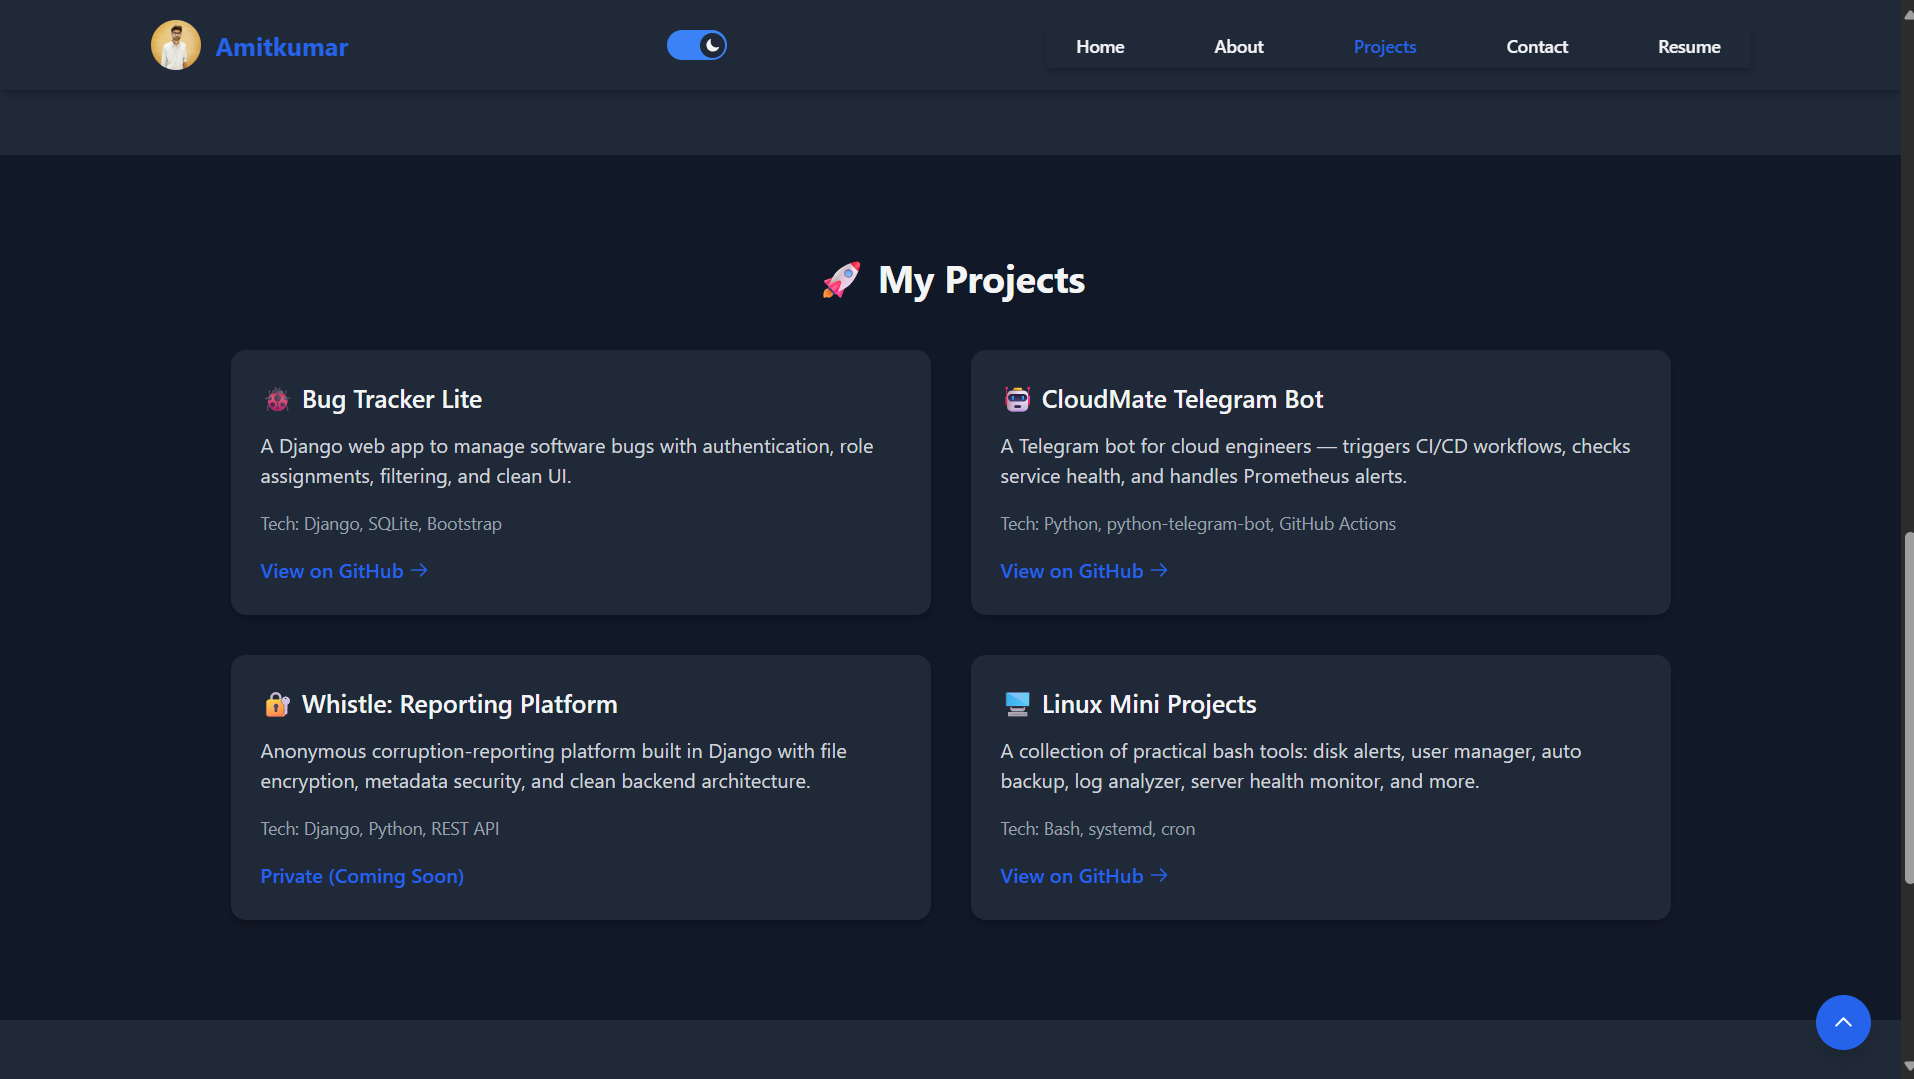 Amitkumar
Home About Projects Contact Resume
My Projects
Bug Tracker Lite
A Django web app to manage software bugs with authentication, role
assignments, filtering, and clean UI.
Tech: Django, SQLite, Bootstrap
View on GitHub →
CloudMate Telegram Bot
A Telegram bot for cloud engineers — triggers CI/CD workflows, checks
service health, and handles Prometheus alerts.
Tech: Python, python-telegram-bot, GitHub Actions
View on GitHub →
Whistle: Reporting Platform
Anonymous corruption-reporting platform built in Django with file
encryption, metadata security, and clean backend architecture.
Tech: Django, Python, REST API
Private (Coming Soon)
Linux Mini Projects
A collection of practical bash tools: disk alerts, user manager, auto
backup, log analyzer, server health monitor, and more.
Tech: Bash, systemd, cron
View on GitHub →